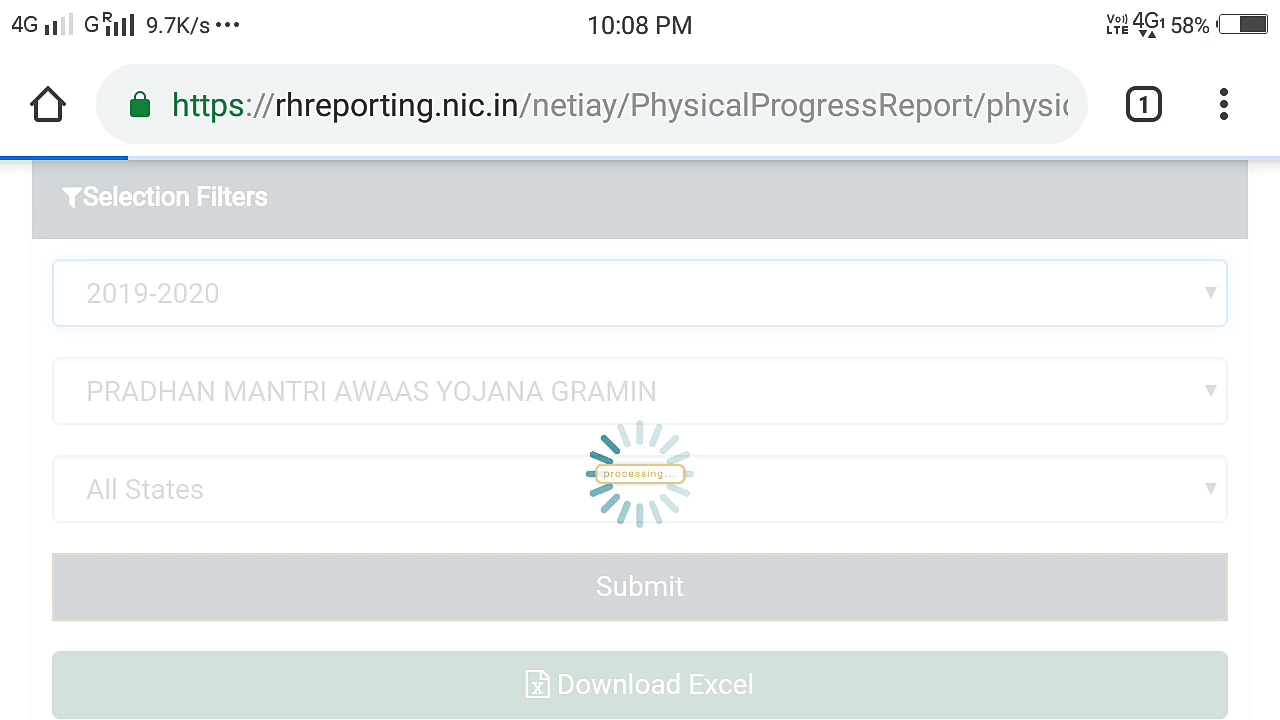 4G G R 9.7K/s ... 10:08 PM Vo)) LTE 4G1 58%
https://rhreporting.nic.in/netiay/PhysicalProgressReport/physic
1
Selection Filters
2019-2020
PRADHAN MANTRI AWAAS YOJANA GRAMIN
processing...
All States
Submit
Download Excel